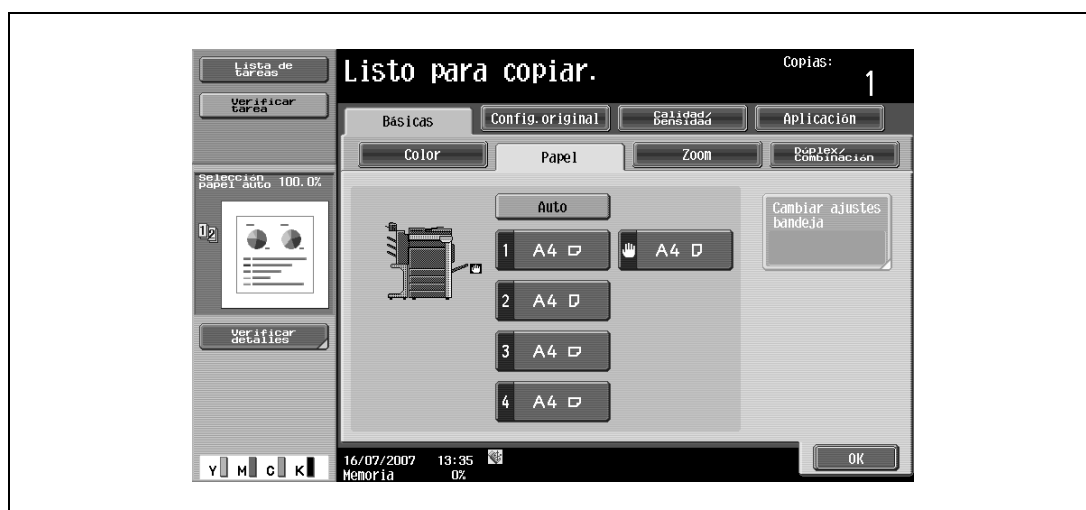 Lista de
tareas
Verificar
tarea
Listo para copiar.
Copias:
1
Básicas
Config.original
Calidad/
Densidad
Aplicación
Color
Papel
Zoom
Dúplex/
Combinación
Selección
papel auto 100.0%
12
Verificar
detalles
Auto
1 A4
A4
2 A4
3 A4
4 A4
Cambiar ajustes
bandeja
Y M C K
16/07/2007 13:35
Memoria 0%
OK